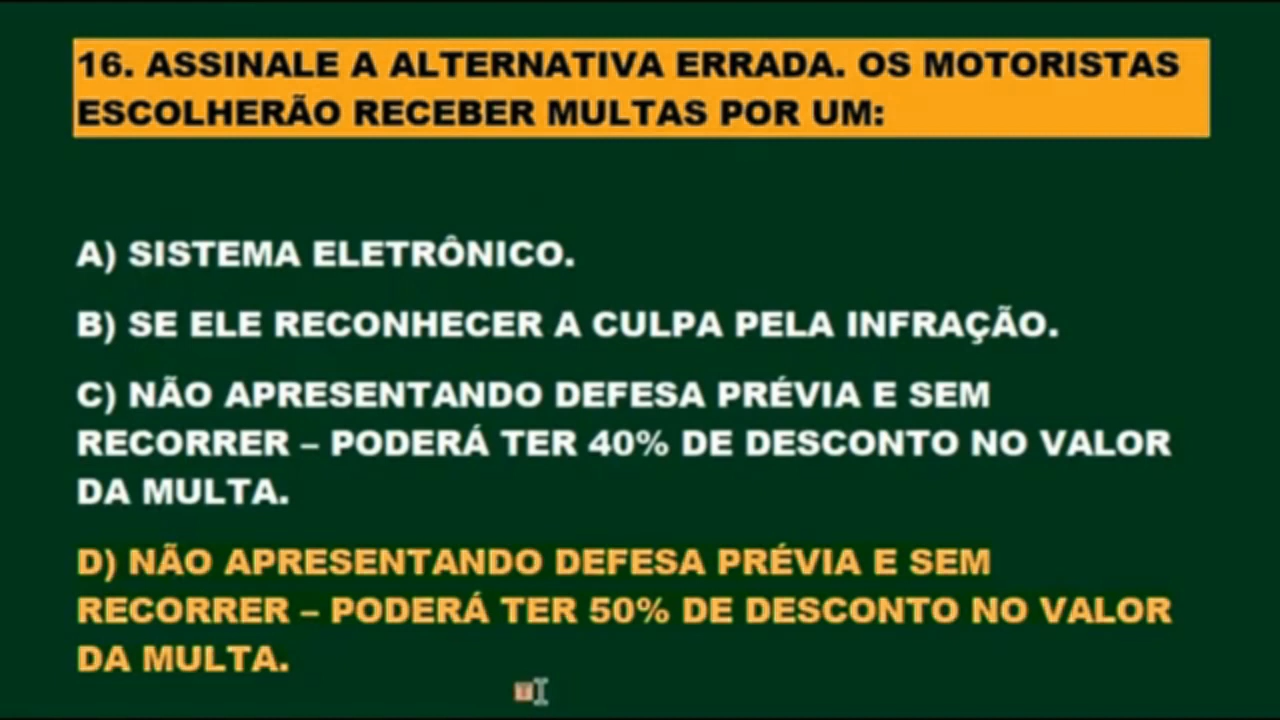 16. ASSINALE A ALTERNATIVA ERRADA. OS MOTORISTAS
ESCOLHERÃO RECEBER MULTAS POR UM:
A) SISTEMA ELETRÔNICO.
B) SE ELE RECONHECER A CULPA PELA INFRAÇÃO.
C) NÃO APRESENTANDO DEFESA PRÉVIA E SEM
RECORRER – PODERÁ TER 40% DE DESCONTO NO VALOR
DA MULTA.
D) NÃO APRESENTANDO DEFESA PRÉVIA E SEM
RECORRER – PODERÁ TER 50% DE DESCONTO NO VALOR
DA MULTA.